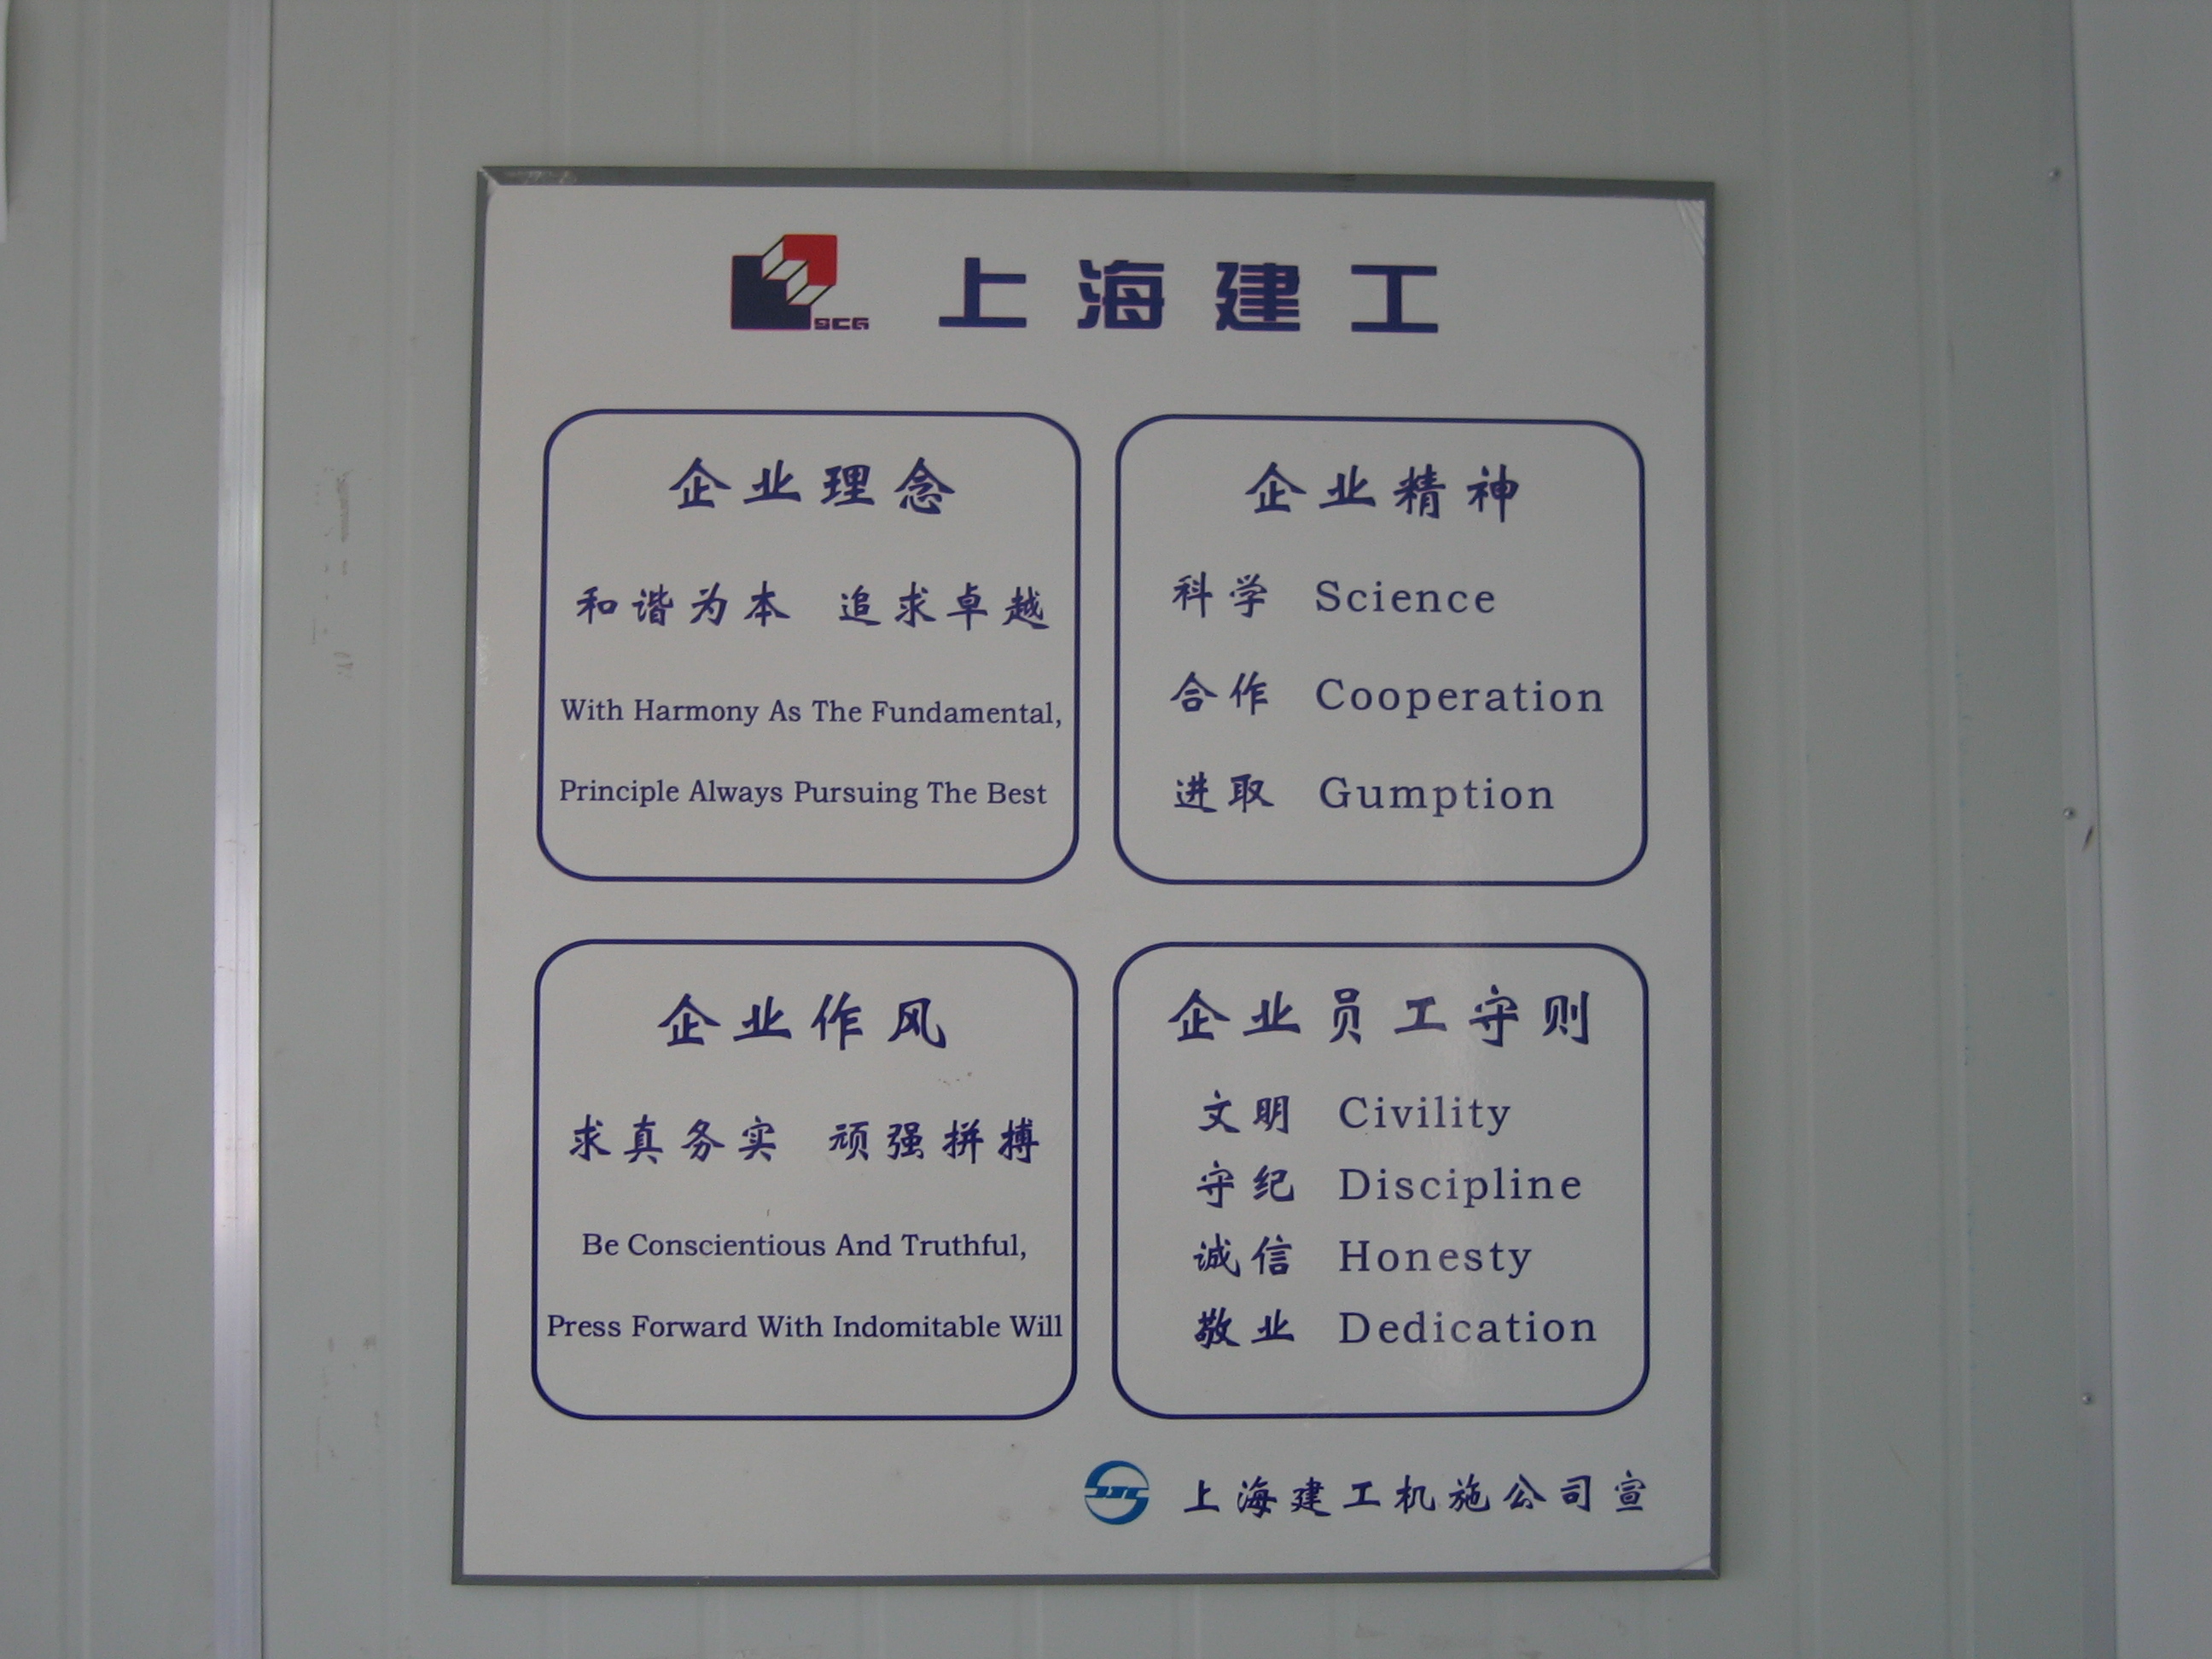 SCG 上海建工
企业理念
和谐为本 追求卓越
With Harmony As The Fundamental,
Principle Always Pursuing The Best
企业精神
科学 Science
合作 Cooperation
进取 Gumption
企业作风
求真务实 顽强拼搏
Be Conscientious And Truthful,
Press Forward With Indomitable Will
企业员工守则
文明 Civility
守纪 Discipline
诚信 Honesty
敬业 Dedication
上海建工机施公司宣